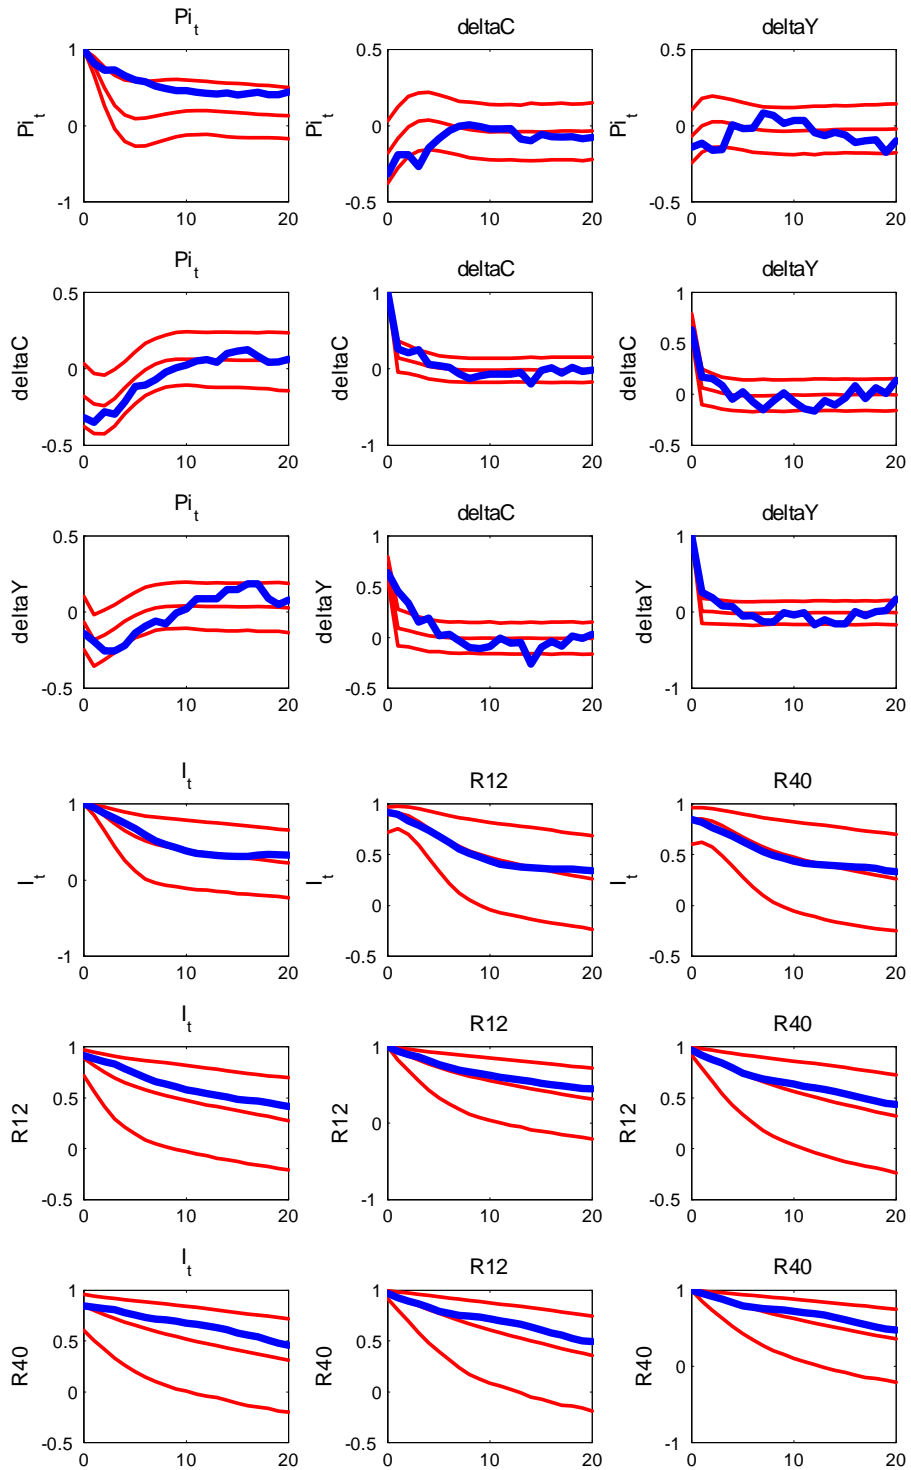 Pi_t deltaC deltaY
1 0.5 0.5
Pi_t Pi_t Pi_t
0 0 0
-1 -0.5 -0.5
0 10 20 0 10 20 0 10 20
Pi_t deltaC deltaY
0.5 1 1
deltaC
0 0 0.5
0
-0.5 -1 -0.5
0 10 20 0 10 20 0 10 20
Pi_t deltaC deltaY
0.5 1 1
deltaY
0 0.5 0
0
-0.5 -0.5 -1
0 10 20 0 10 20 0 10 20
I_t R12 R40
1 1 1
I_t I_t I_t
0 0.5 0.5
0 0
-1 -0.5 -0.5
0 10 20 0 10 20 0 10 20
I_t R12 R40
1 1 1
R12 R12 R12
0.5 0 0.5
0 0
-0.5 -1 -0.5
0 10 20 0 10 20 0 10 20
I_t R12 R40
1 1 1
R40 R40 R40
0.5 0.5 0
0 0
-0.5 -0.5 -1
0 10 20 0 10 20 0 10 20